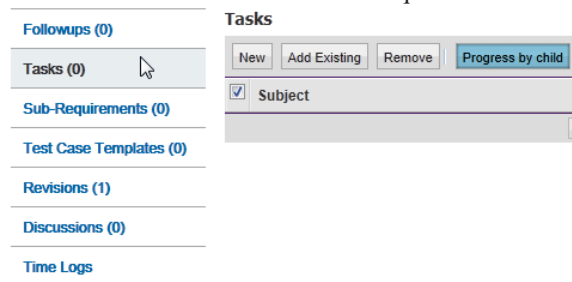 Followups (0)
Tasks (0)
Sub-Requirements (0)
Test Case Templates (0)
Revisions (1)
Discussions (0)
Time Logs
Tasks
New Add Existing Remove Progress by child
Subject